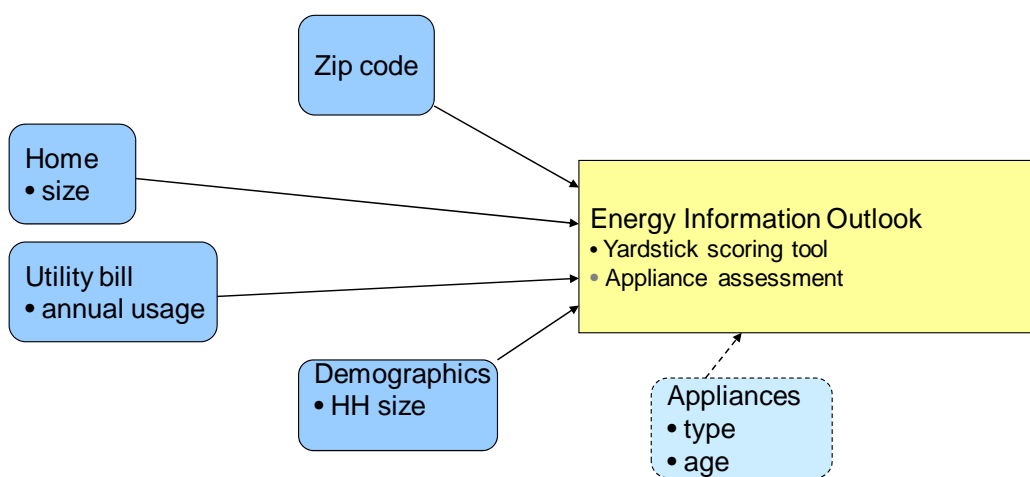 Zip code
Home
• size
Utility bill
• annual usage
Demographics
• HH size
Energy Information Outlook
• Yardstick scoring tool
• Appliance assessment
Appliances
• type
• age